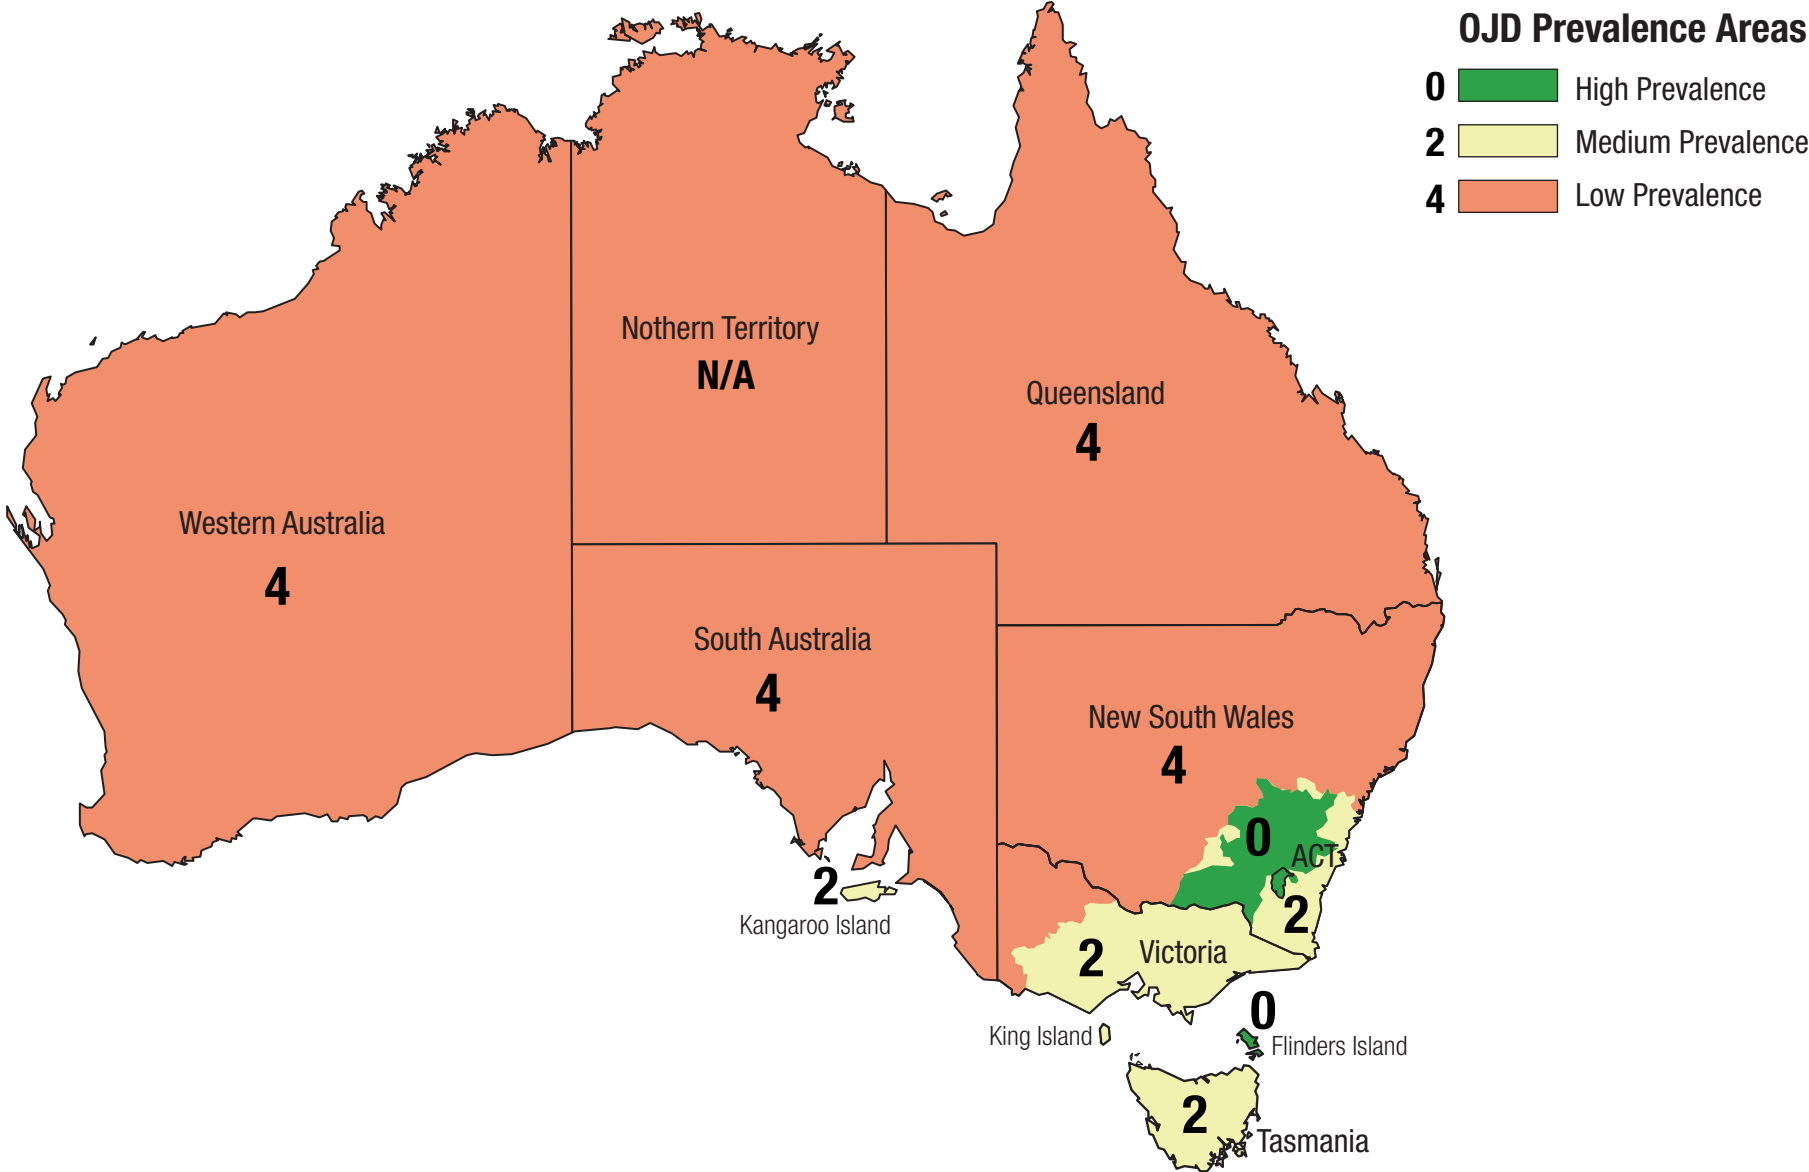 OJD Prevalence Areas
0 High Prevalence
2 Medium Prevalence
4 Low Prevalence
Nothern Territory
N/A
Queensland
4
Western Australia
4
South Australia
4
New South Wales
4
0
ACT
2
2
Kangaroo Island
2
Victoria
0
King Island
Flinders Island
2
Tasmania